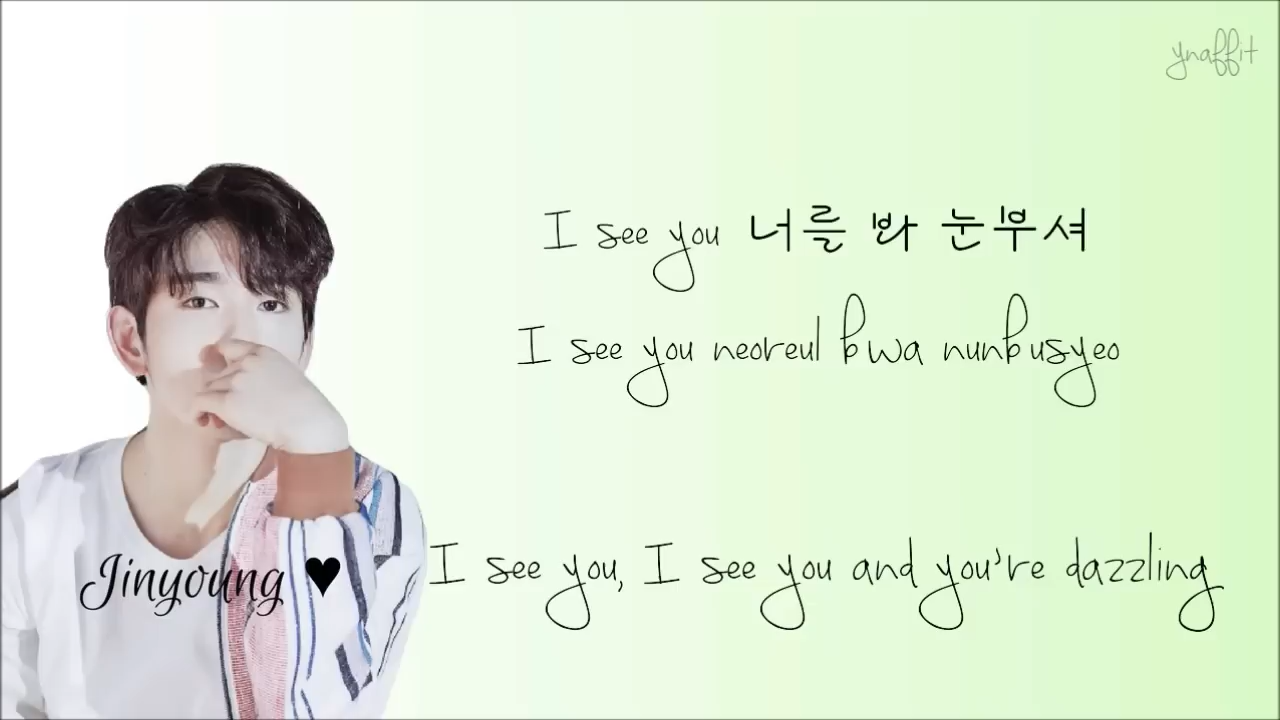 ynaffit
I see you 너를 봐 눈부셔
I see you neoreul bwa nunbusyeo
I see you, I see you and you're dazzling
Jinyoung ♥